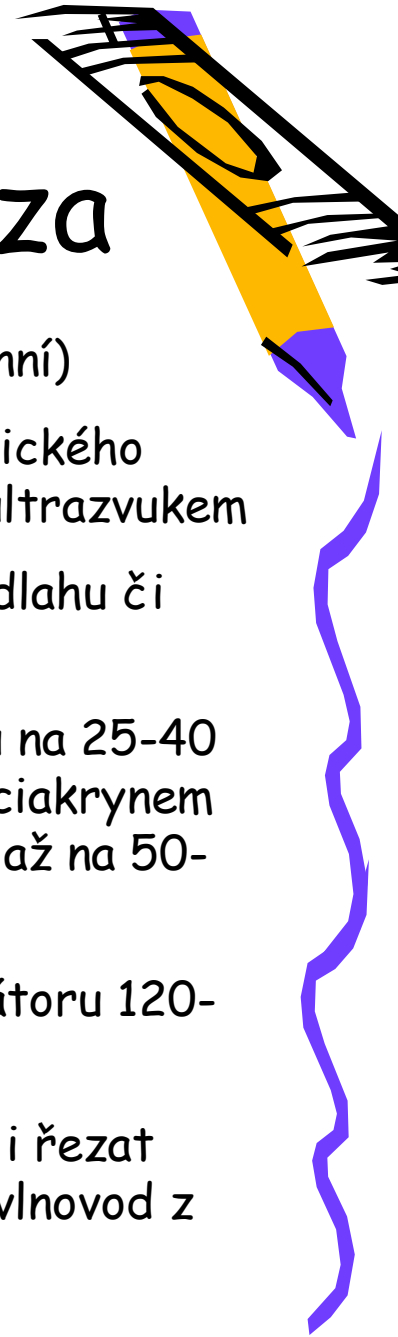 za
nní)
ického
ltrazvukem
dlahu či
na 25-40
ciakrynem
až na 50-
átoru 120-
i řezat
vlnovod z